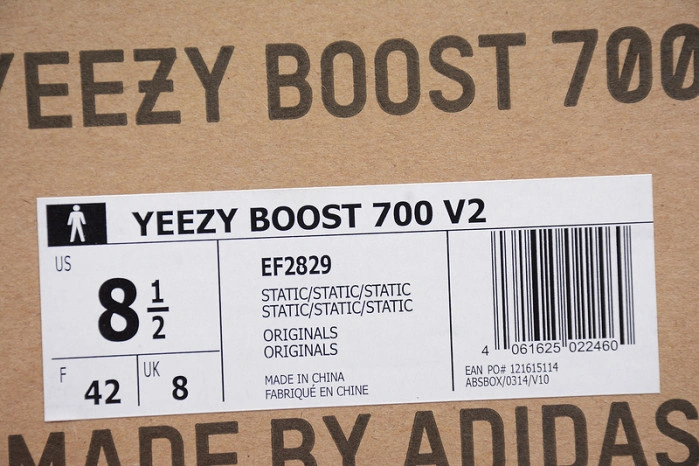 YEEZY BOOST 700
YEEZY BOOST 700 V2
US
8 1/2
F 42
UK 8
EF2829
STATIC/STATIC/STATIC
STATIC/STATIC/STATIC
ORIGINALS
ORIGINALS
MADE IN CHINA
FABRIQUÉ EN CHINE
4 061625 022460
EAN PO# 121615114
ABSBOX/0314/V10
MADE BY ADIDAS